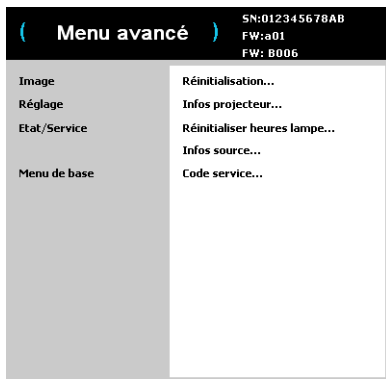 ( Menu avancé )
SN:012345678AB
FW:a01
FW: B006
Image
Réglage
Etat/Service
Menu de base
Réinitialisation...
Infos projecteur...
Réinitialiser heures lampe...
Infos source...
Code service...